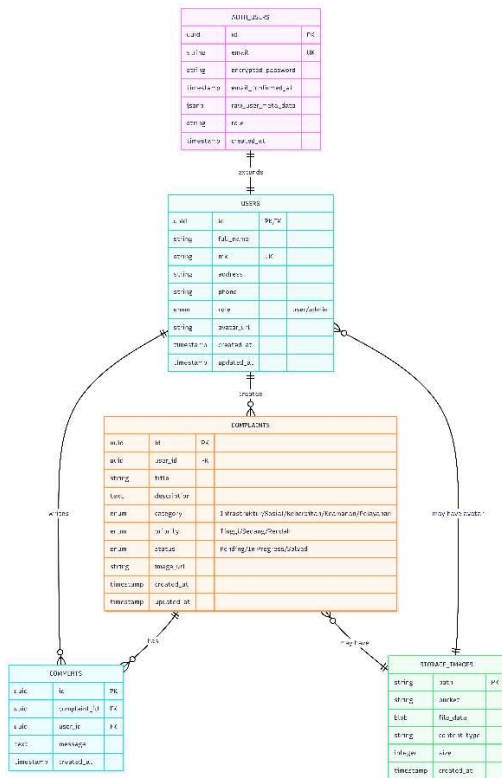 AUTH_USERS
uuid id PK
string email UK
string encrypted_password
timestamp email_confirmed_at
jsonb raw_user_meta_data
string role
timestamp created_at
extends
USERS
uuid id
string full_name
string UK
string address
string phone
enum role user/admin
string avatar_url
timestamp created_at
timestamp updated_at
creates
COMPLAINTS
uuid id PK
uuid user_id FK
string title
text description
enum category Infrastruktur/Sosial/Kebersihan/Keamanan/Pelayanan
enum priority Tinggi/Sedang/Rendah
enum status Pending/In Progress/Solved
string image_url
timestamp created_at
timestamp updated_at
writes
may have avatar
has
may have
COMMENTS
uuid id PK
uuid complaint_id FK
uuid user_id FK
text message
timestamp created_at
STORAGE_IMAGES
string path PK
string bucket
blob file_data
string content_type
integer size
timestamp created_at